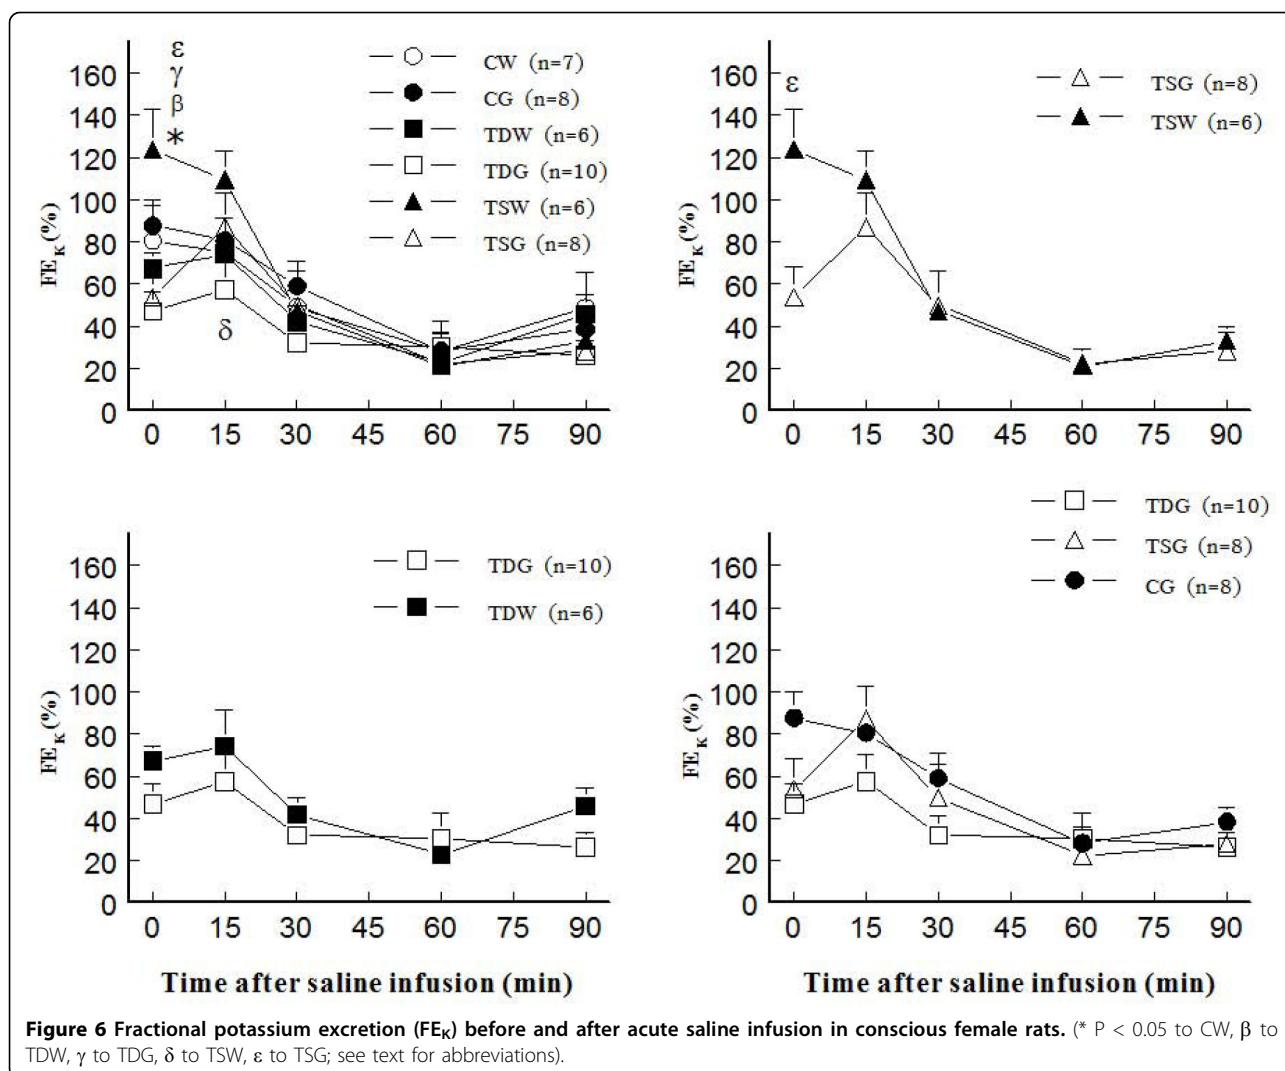 ε
γ
β
*
CW (n=7)
CG (n=8)
TDW (n=6)
TDG (n=10)
TSW (n=6)
TSG (n=8)
FEK(%)
160
140
120
100
80
60
40
20
0
δ
0 15 30 45 60 75 90
ε
TSG (n=8)
TSW (n=6)
FEK(%)
160
140
120
100
80
60
40
20
0
0 15 30 45 60 75 90
TDG (n=10)
TDW (n=6)
FEK(%)
160
140
120
100
80
60
40
20
0
0 15 30 45 60 75 90
Time after saline infusion (min)
TDG (n=10)
TSG (n=8)
CG (n=8)
FEK(%)
160
140
120
100
80
60
40
20
0
0 15 30 45 60 75 90
Time after saline infusion (min)
Figure 6 Fractional potassium excretion (FEK) before and after acute saline infusion in conscious female rats. (* P < 0.05 to CW, β to
TDW, γ to TDG, δ to TSW, ε to TSG; see text for abbreviations).